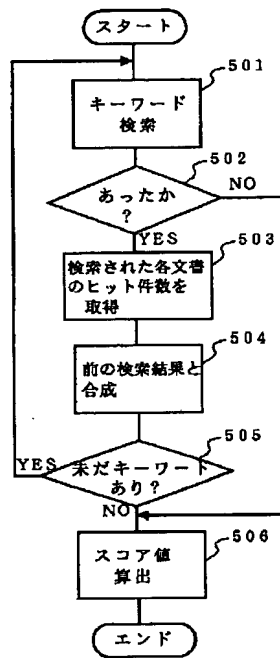 スタート
501
キーワード
検索
502
あったか
?
NO
YES
503
検索された各文書
のヒット件数を
取得
504
前の検索結果と
合成
505
未だキーワート
あり?
YES
NO
506
スコア値
算出
エンド